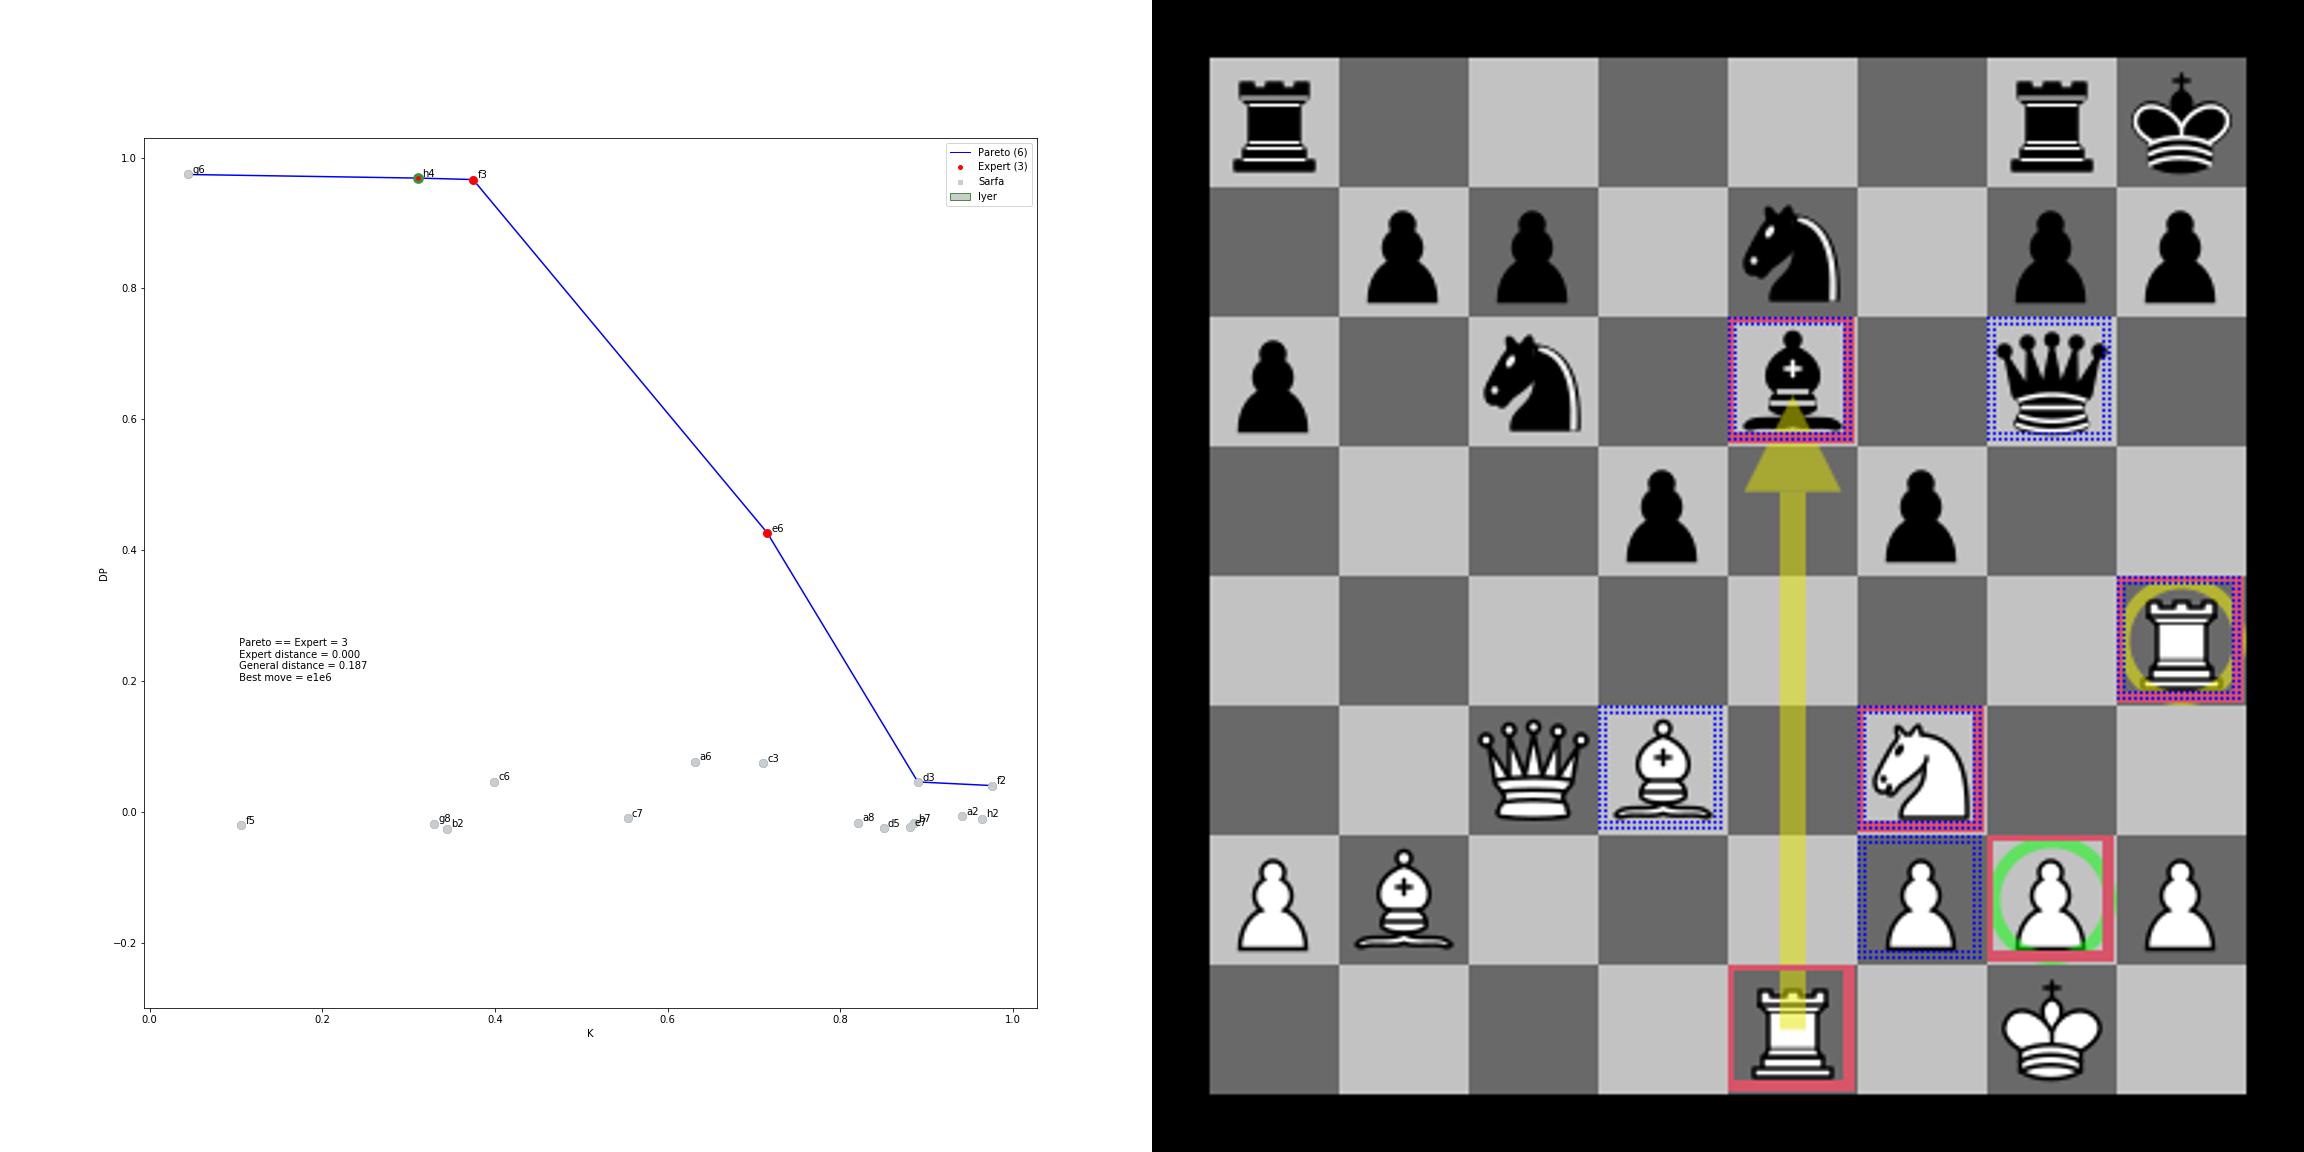 1.0
0.8
0.6
0.4
0.2
0.0
−0.2
DP
0.0 0.2 0.4 0.6 0.8 1.0
K
Pareto (6)
Expert (3)
Sarfa
Iyer
g6
h4
f3
e6
Pareto == Expert = 3
Expert distance = 0.000
General distance = 0.187
Best move = e1e6
a6
c3
c6
d3
f2
f5
g8
b2
c7
a8
d5
e7
a2
h2